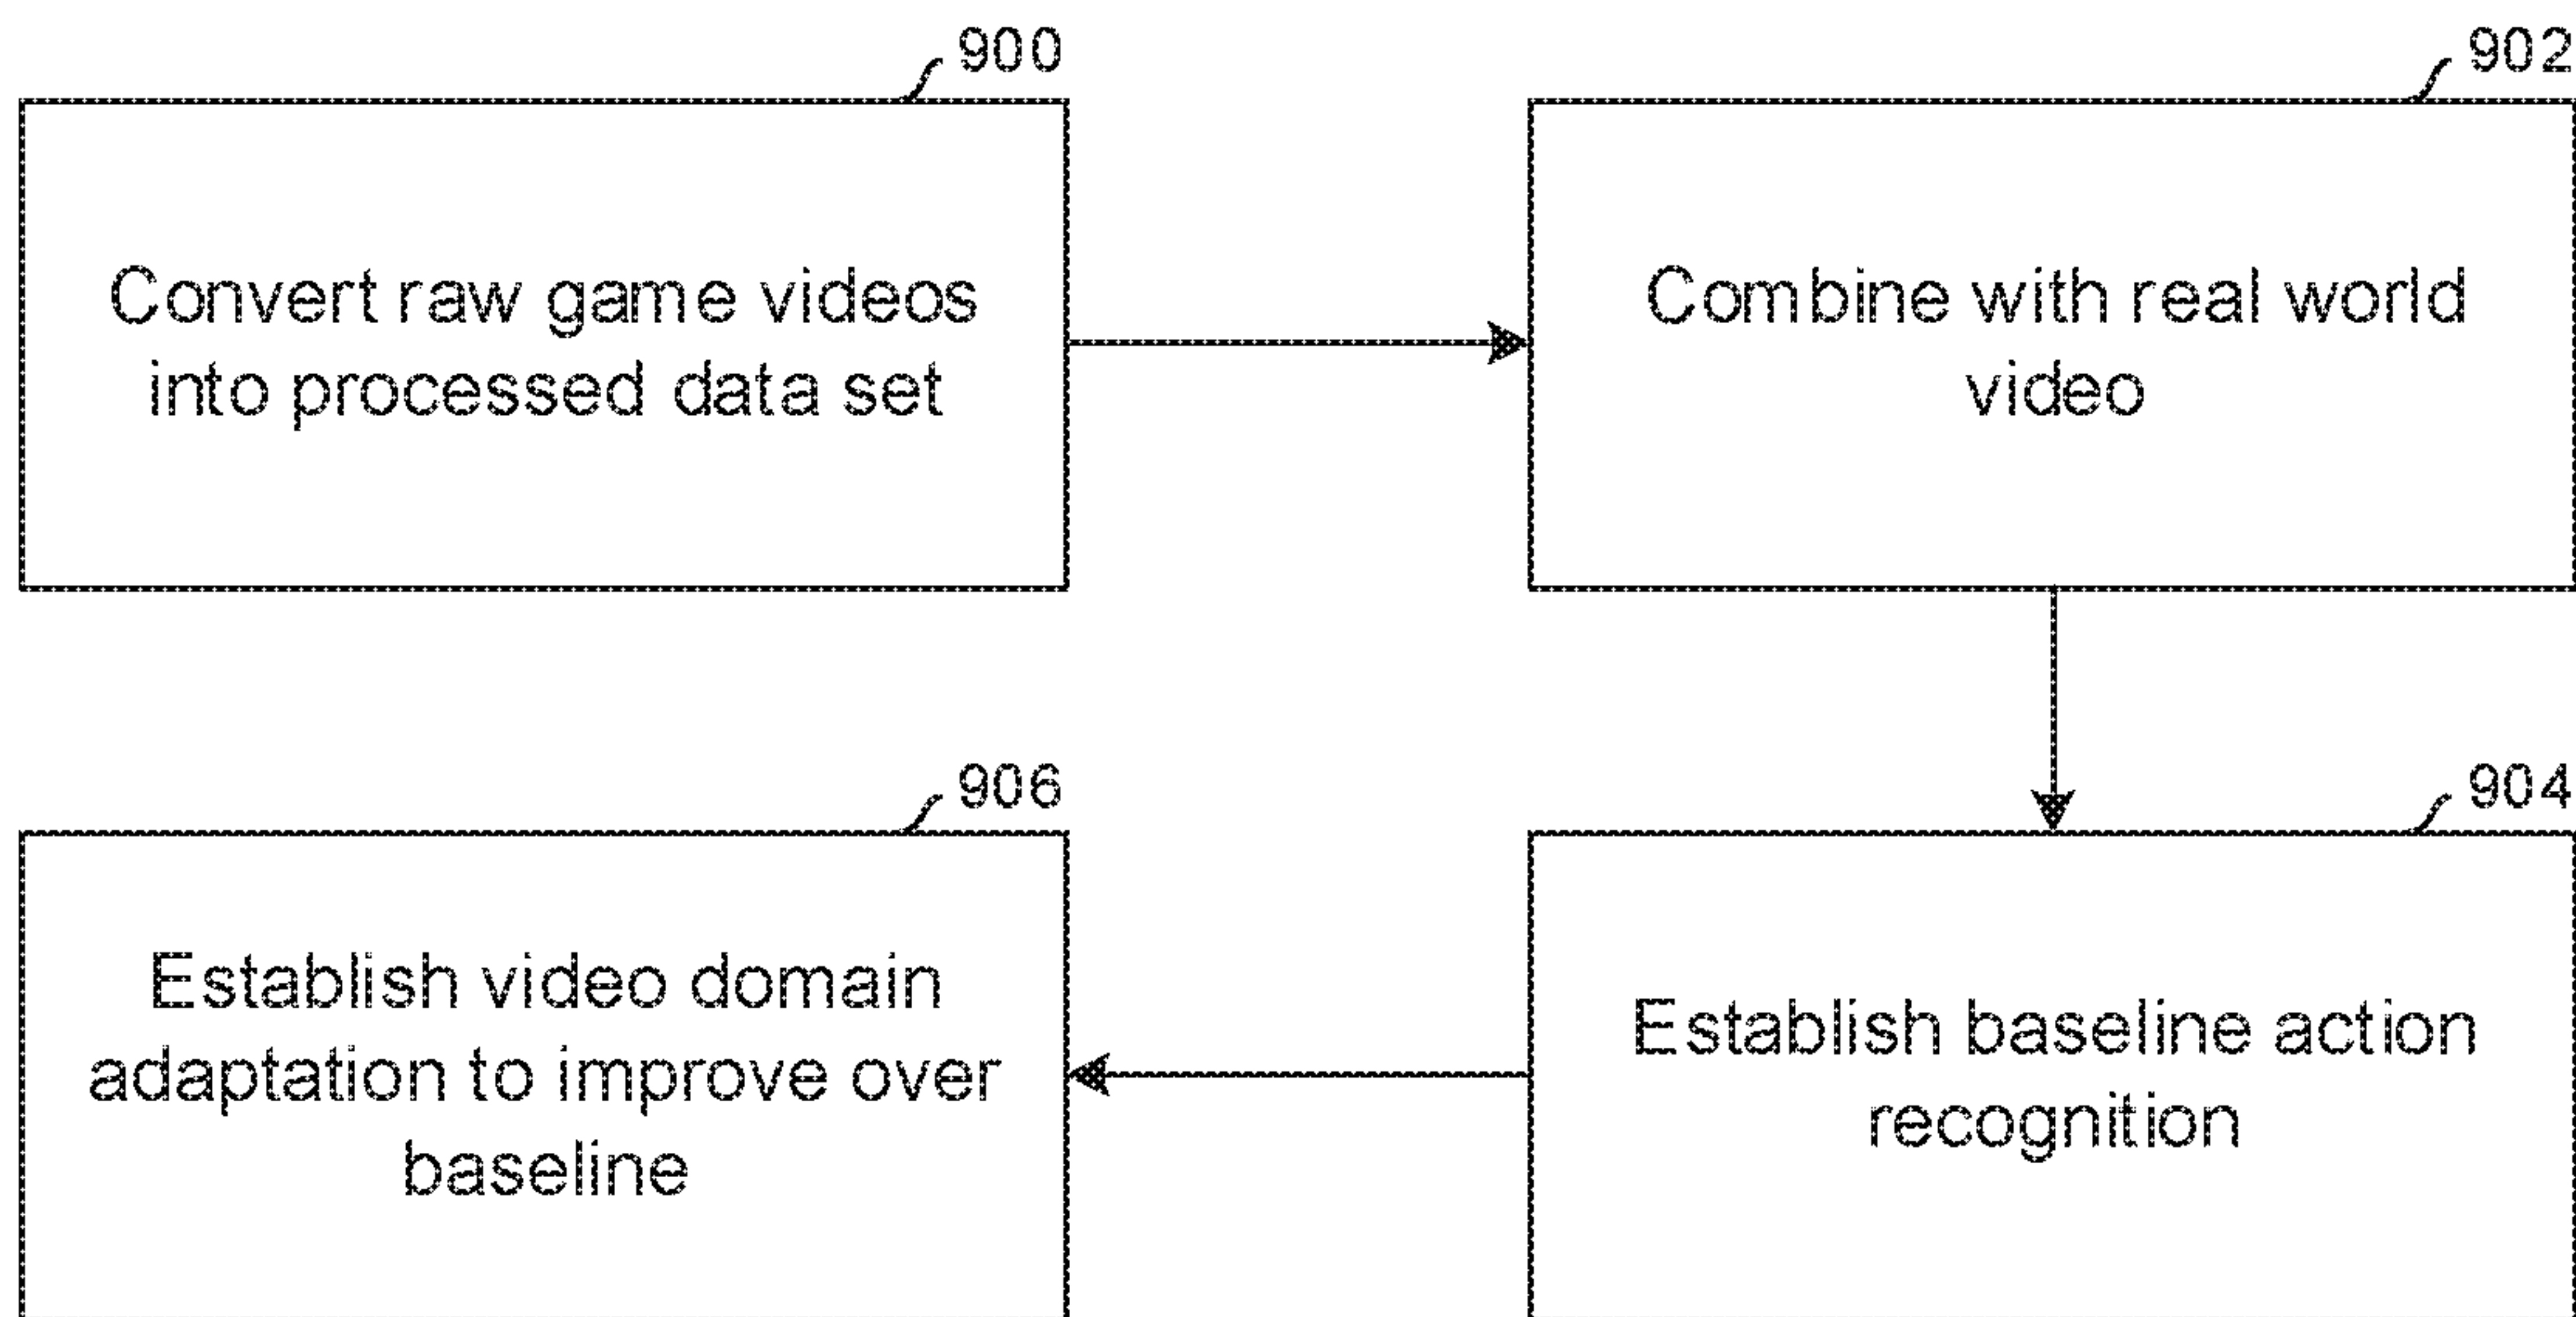 900
Convert raw game videos
into processed data set
902
Combine with real world
video
904
Establish baseline action
recognition
906
Establish video domain
adaptation to improve over
baseline